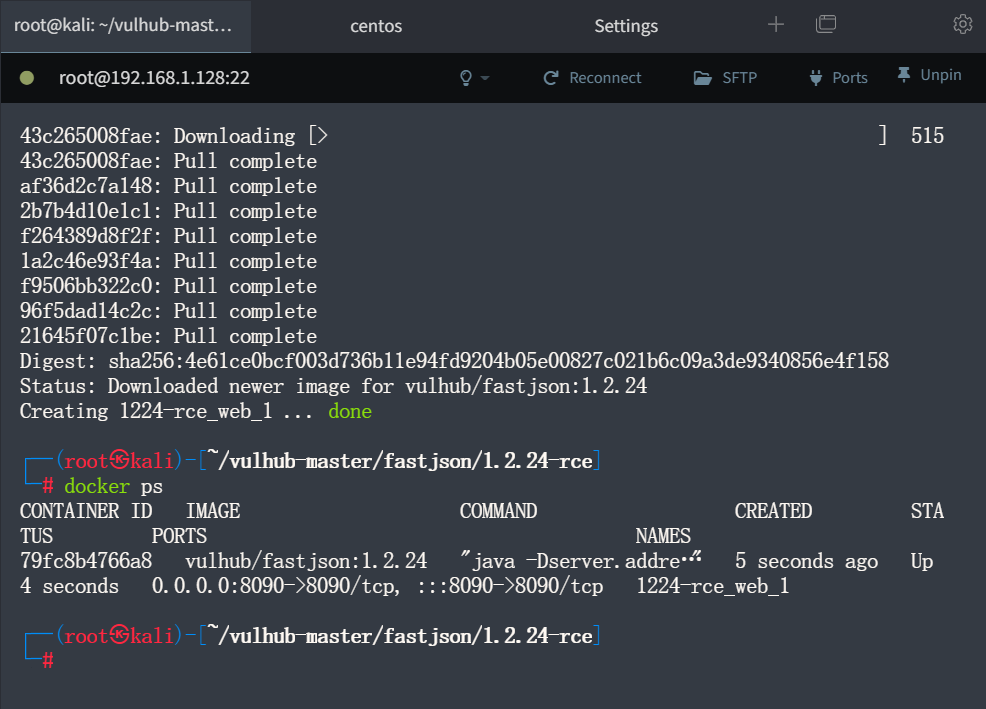 root@kali: ~/vulhub-mast... centos Settings
root@192.168.1.128:22 Reconnect SFTP Ports Unpin
43c265008fae: Downloading [> ] 515
43c265008fae: Pull complete
af36d2c7a148: Pull complete
2b7b4d10e1c1: Pull complete
f264389d8f2f: Pull complete
1a2c46e93f4a: Pull complete
f9506bb322c0: Pull complete
96f5dad14c2c: Pull complete
21645f07c1be: Pull complete
Digest: sha256:4e61ce0bcf003d736b11e94fd9204b05e00827c021b6c09a3de9340856e4f158
Status: Downloaded newer image for vulhub/fastjson:1.2.24
Creating 1224-rce_web_1 ... done
┌──(root㉿kali)-[~/vulhub-master/fastjson/1.2.24-rce]
└─# docker ps
CONTAINER ID IMAGE COMMAND CREATED STA
TUS PORTS NAMES
79fc8b4766a8 vulhub/fastjson:1.2.24 "java -Dserver.addre…" 5 seconds ago Up
4 seconds 0.0.0.0:8090->8090/tcp, :::8090->8090/tcp 1224-rce_web_1
┌──(root㉿kali)-[~/vulhub-master/fastjson/1.2.24-rce]
└─#